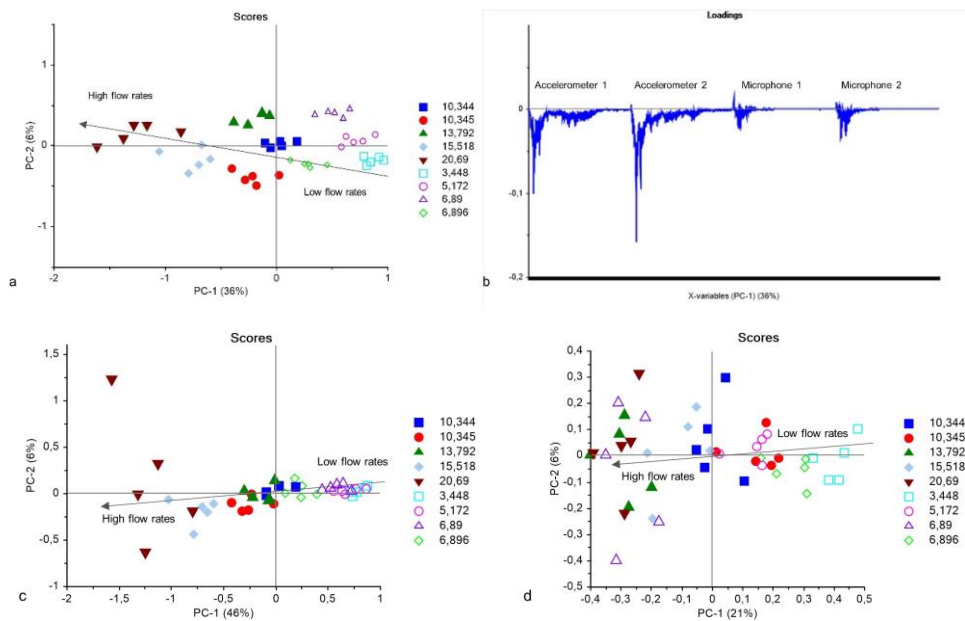 Scores
PC-2 (6%)
1
0
-1
High flow rates
Low flow rates
-2
-1
0
1
PC-1 (36%)
10,344
10,345
13,792
15,518
20,69
3,448
5,172
6,89
6,896
a
Loadings
0,1
0
-0,1
-0,2
Accelerometer 1
Accelerometer 2
Microphone 1
Microphone 2
X-variables (PC-1) (36%)
b
Scores
PC-2 (6%)
1,5
1
0,5
0
-0,5
-1
Low flow rates
High flow rates
-2
-1,5
-1
-0,5
0
0,5
1
PC-1 (46%)
10,344
10,345
13,792
15,518
20,69
3,448
5,172
6,89
6,896
c
Scores
PC-2 (6%)
0,4
0,3
0,2
0,1
0
-0,1
-0,2
-0,3
-0,4
-0,5
Low flow rates
High flow rates
-0,4
-0,3
-0,2
-0,1
0
0,1
0,2
0,3
0,4
0,5
PC-1 (21%)
10,344
10,345
13,792
15,518
20,69
3,448
5,172
6,89
6,896
d